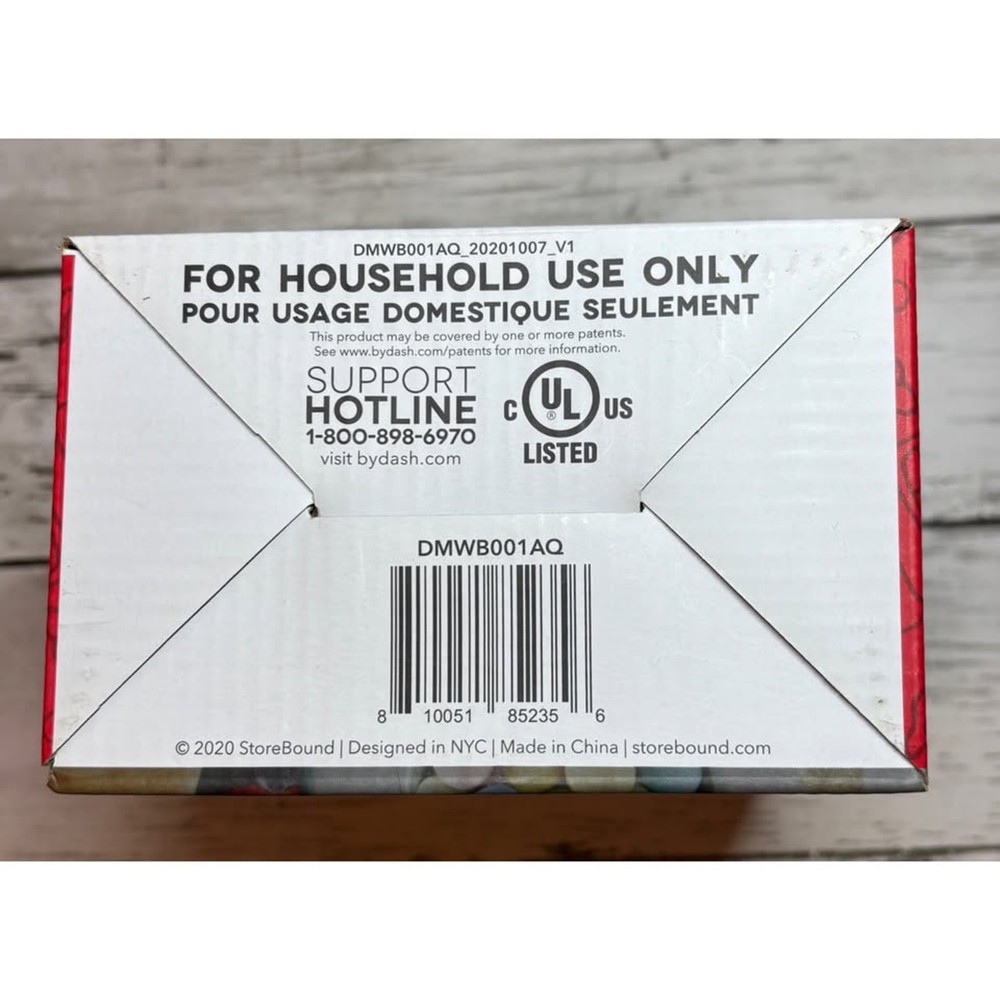 DMWB001AQ_20201007_V1
FOR HOUSEHOLD USE ONLY
POUR USAGE DOMESTIQUE SEULEMENT
This product may be covered by one or more patents.
See www.bydash.com/patents for more information.
SUPPORT
HOTLINE
1-800-898-6970
visit bydash.com
C UL ® US
LISTED
DMWB001AQ
8 10051 85235 6
© 2020 StoreBound | Designed in NYC | Made in China | storebound.com